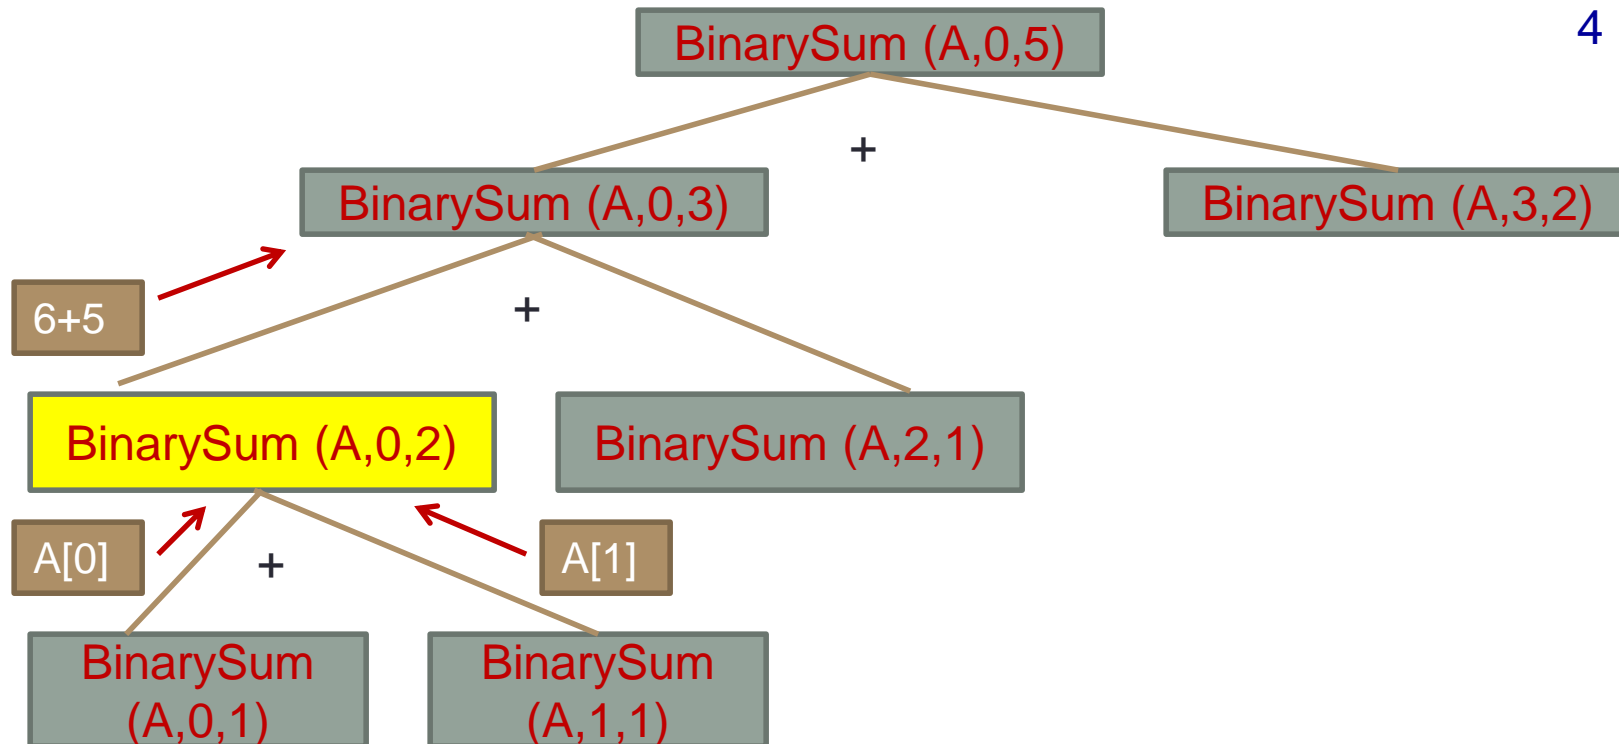 4
BinarySum (A,0,5)
+
BinarySum (A,0,3)
BinarySum (A,3,2)
6+5
+
BinarySum (A,0,2)
BinarySum (A,2,1)
A[0]
+
A[1]
BinarySum
(A,0,1)
BinarySum
(A,1,1)